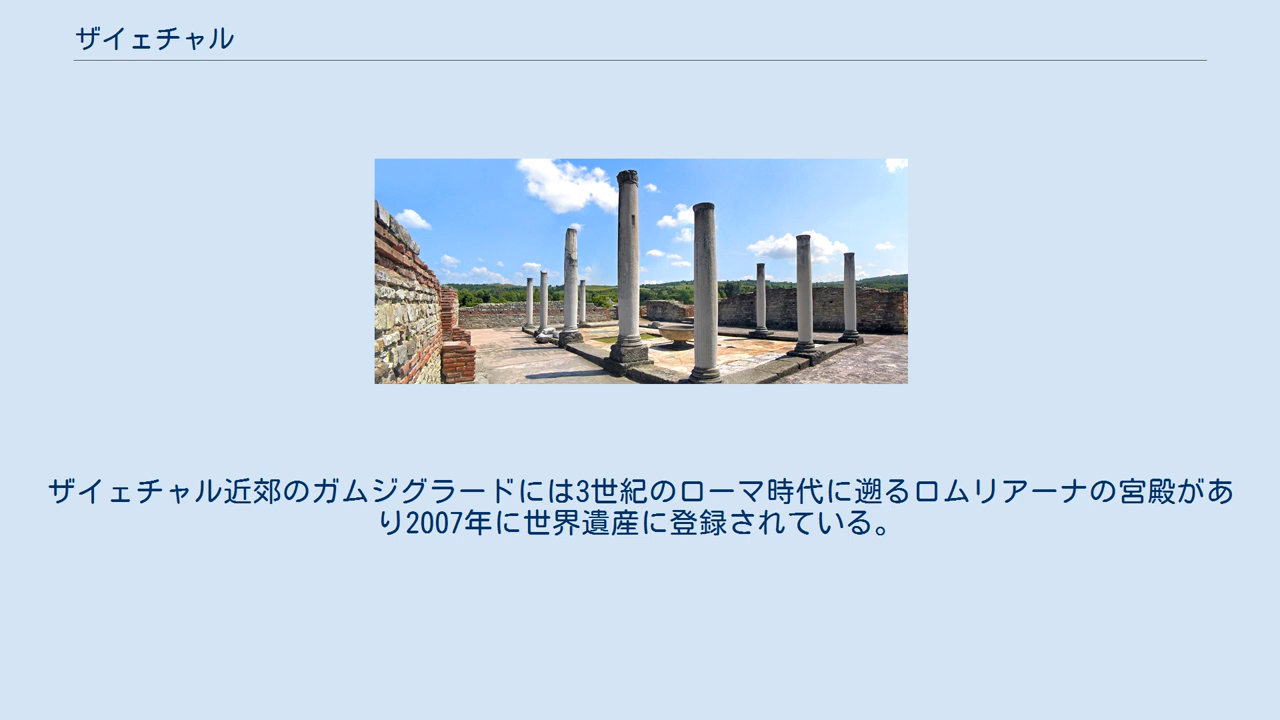 ザイェチャル
ザイェチャル近郊のガムジグラードには3世紀のローマ時代に遡るロムリアーナの宮殿があ
り2007年に世界遺産に登録されている。